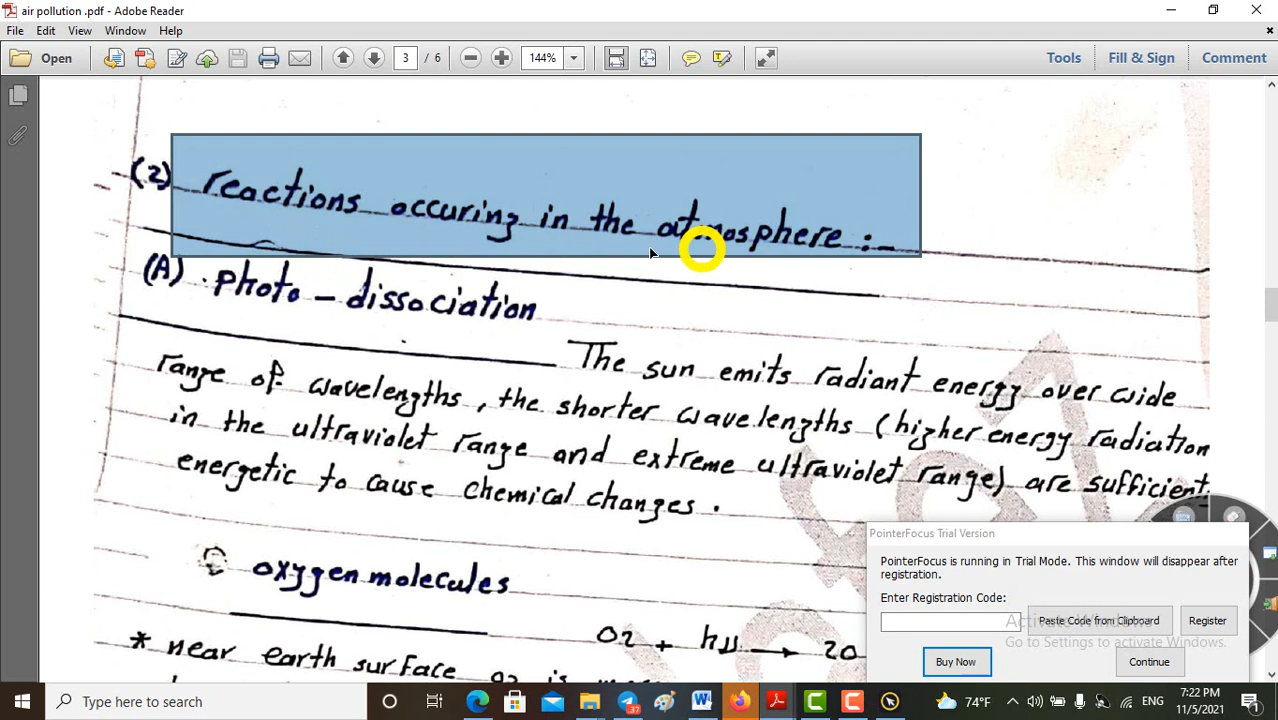 air pollution .pdf - Adobe Reader
File Edit View Window Help
Open 3 / 6 144% Tools Fill & Sign Comment
(2) reactions occuring in the atmosphere :-
(A) . photo - dissociation
The sun emits radiant energy over wide
range of wavelengths, the shorter wavelengths (higher energy radiation
in the ultraviolet range and extreme ultraviolet range) are sufficient
energetic to cause chemical changes .
oxygen molecules
O2 + hν → 2O
* near earth surface O2 is
PointerFocus Trial Version
PointerFocus is running in Trial Mode. This window will disappear after
registration.
Enter Registration Code:
Paste Code from Clipboard Register
Activate Windows
Go to Settings to activate Windows.
Buy Now Continue
Type here to search
37
74°F ENG 7:22 PM
11/5/2021
1